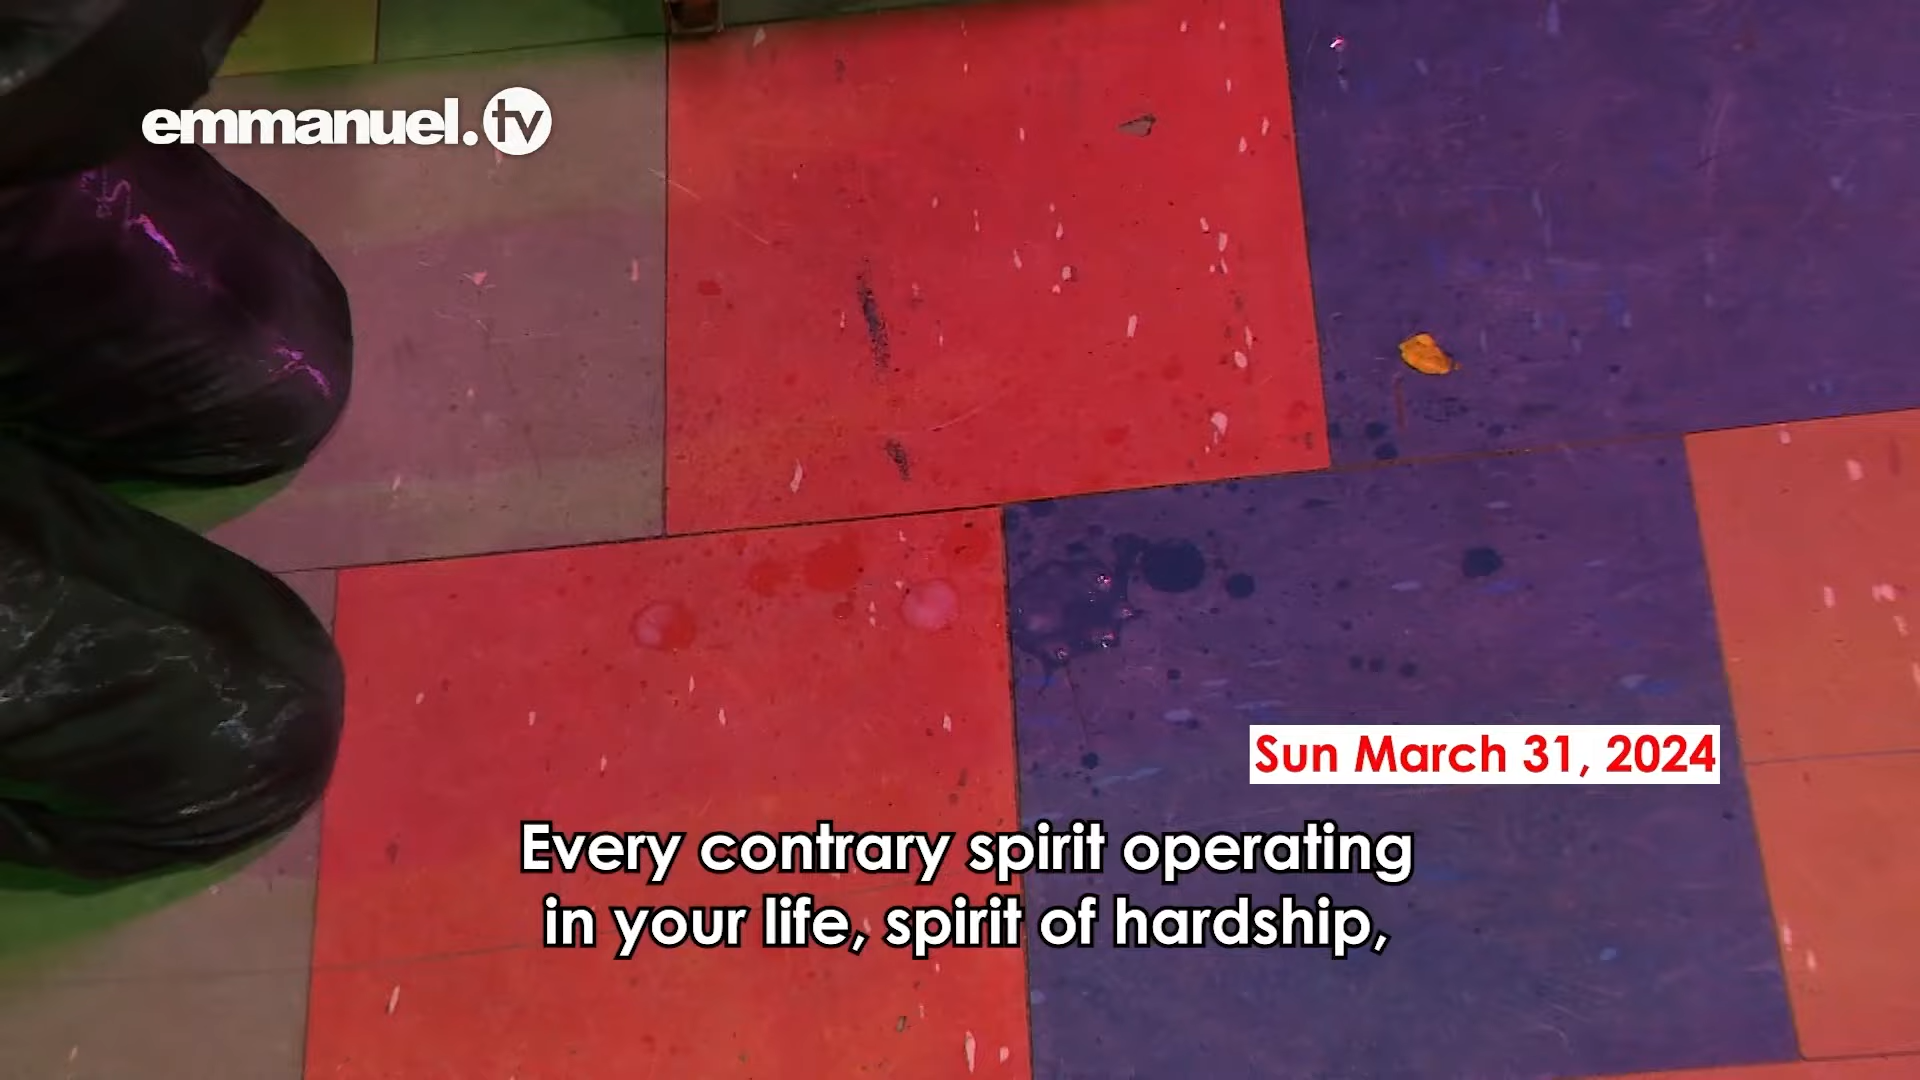 emmanuel.tv
Sun March 31, 2024
Every contrary spirit operating
in your life, spirit of hardship,